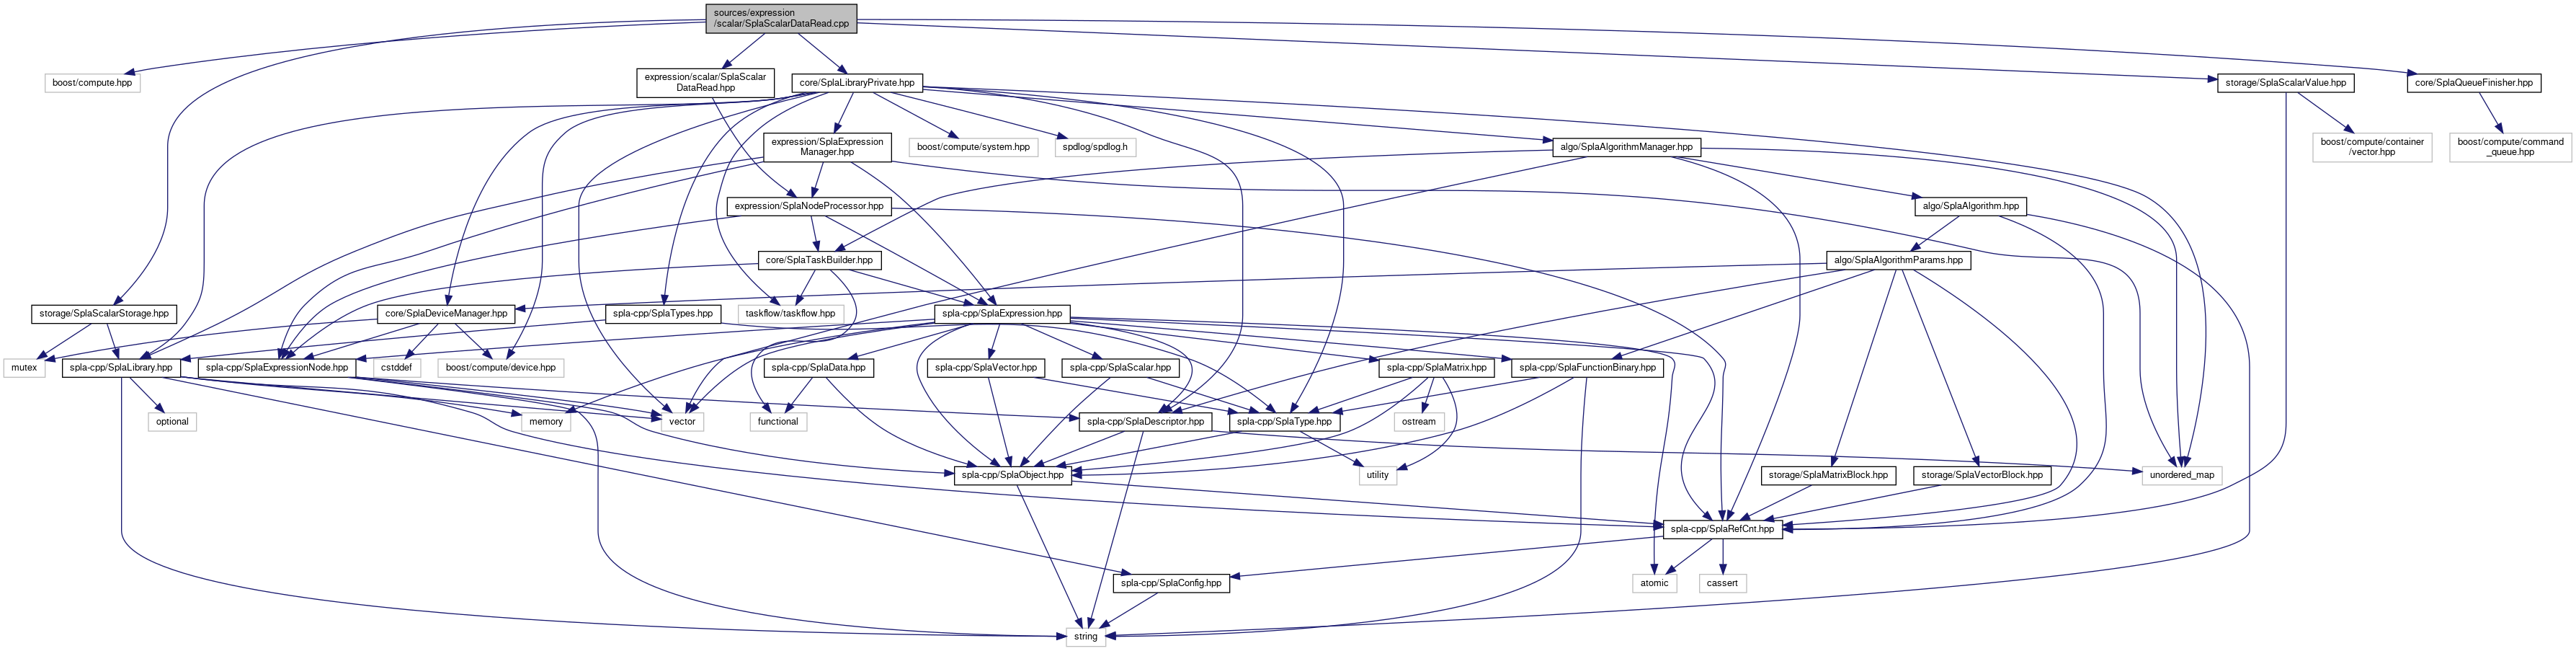 sources/expression
/scalar/SplaScalarDataRead.cpp
boost/compute.hpp
expression/scalar/SplaScalar
DataRead.hpp
core/SplaLibraryPrivate.hpp
storage/SplaScalarValue.hpp
core/SplaQueueFinisher.hpp
expression/SplaExpression
Manager.hpp
boost/compute/system.hpp
spdlog/spdlog.h
algo/SplaAlgorithmManager.hpp
boost/compute/container
/vector.hpp
boost/compute/command
_queue.hpp
expression/SplaNodeProcessor.hpp
algo/SplaAlgorithm.hpp
core/SplaTaskBuilder.hpp
algo/SplaAlgorithmParams.hpp
storage/SplaScalarStorage.hpp
core/SplaDeviceManager.hpp
spla-cpp/SplaTypes.hpp
taskflow/taskflow.hpp
spla-cpp/SplaExpression.hpp
mutex
spla-cpp/SplaLibrary.hpp
spla-cpp/SplaExpressionNode.hpp
cstddef
boost/compute/device.hpp
spla-cpp/SplaData.hpp
spla-cpp/SplaVector.hpp
spla-cpp/SplaScalar.hpp
spla-cpp/SplaMatrix.hpp
spla-cpp/SplaFunctionBinary.hpp
optional
memory
vector
functional
spla-cpp/SplaDescriptor.hpp
spla-cpp/SplaType.hpp
ostream
spla-cpp/SplaObject.hpp
utility
storage/SplaMatrixBlock.hpp
storage/SplaVectorBlock.hpp
unordered_map
spla-cpp/SplaRefCnt.hpp
spla-cpp/SplaConfig.hpp
atomic
cassert
string